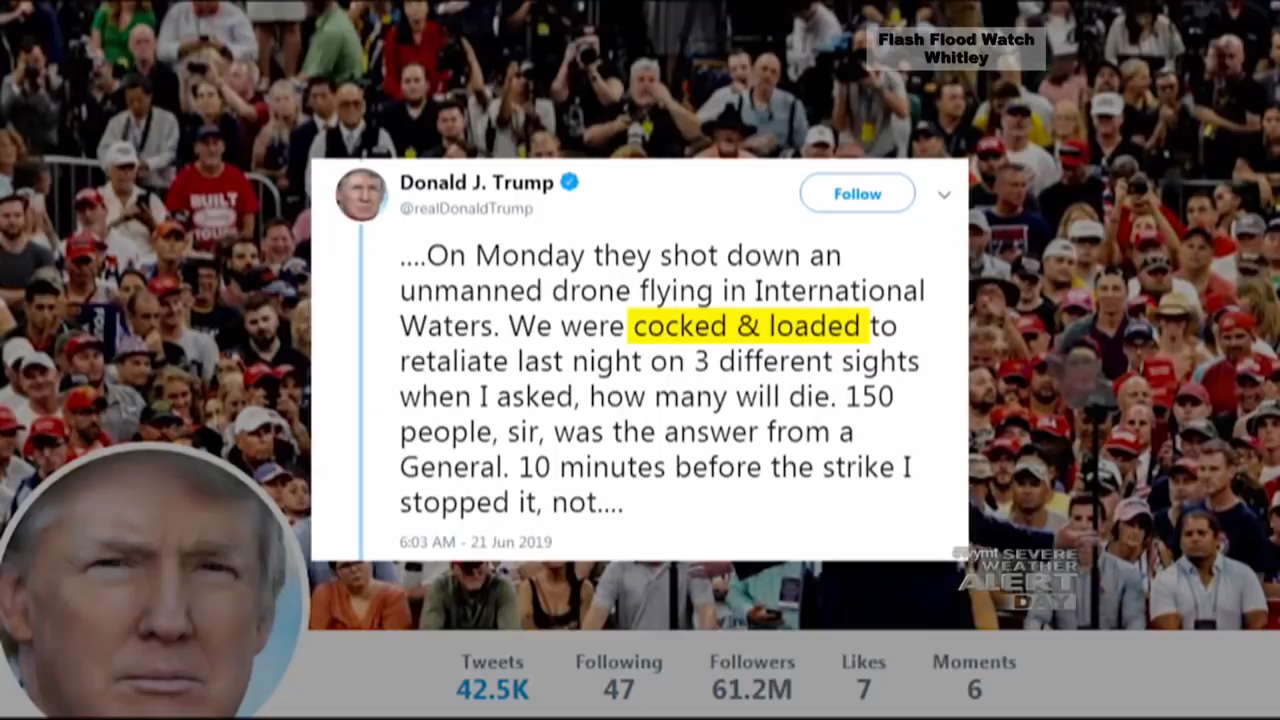 Flash Flood Watch
Whitley
Donald J. Trump
@realDonaldTrump
Follow
....On Monday they shot down an
unmanned drone flying in International
Waters. We were cocked & loaded to
retaliate last night on 3 different sights
when I asked, how many will die. 150
people, sir, was the answer from a
General. 10 minutes before the strike I
stopped it, not....
6:03 AM - 21 Jun 2019
BUILT
wymt SEVERE
WEATHER
ALERT
DAY
Tweets Following Followers Likes Moments
42.5K 47 61.2M 7 6